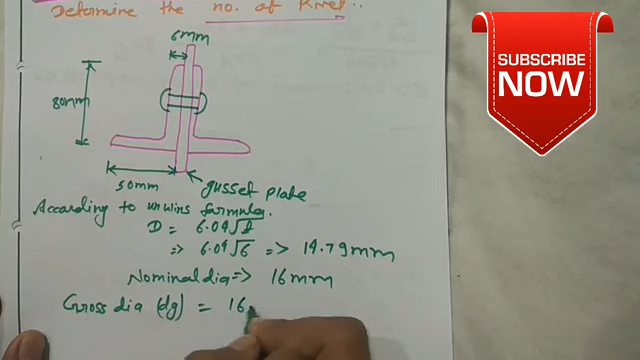 Determine the no. of Rivet..
6mm
80mm
50mm
gusset plate
According to unwins formula.
D = 6.04√t
=> 6.04√6 => 14.79mm
Nominal dia => 16mm
Gross dia (dg) = 16
SUBSCRIBE
NOW